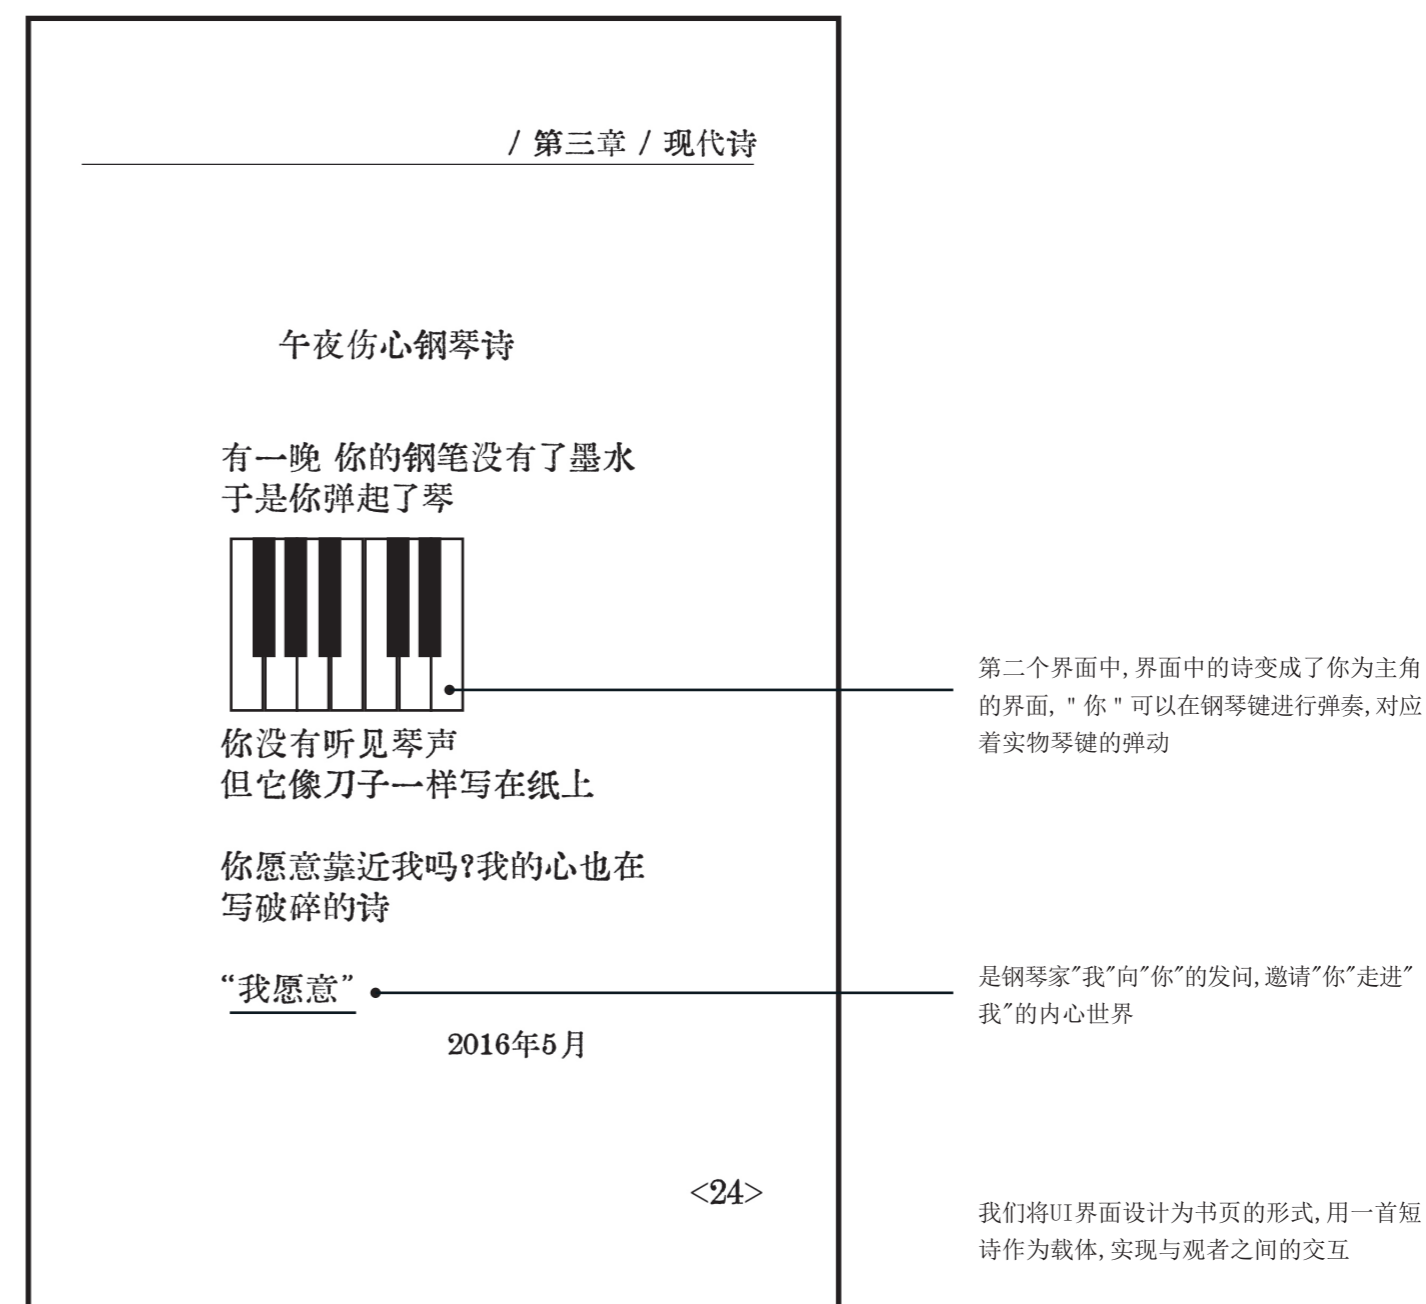 / 第三章 / 现代诗
午夜伤心钢琴诗
有一晚 你的钢笔没有了墨水
于是你弹起了琴
你没有听见琴声
但它像刀子一样写在纸上
你愿意靠近我吗?我的心也在
写破碎的诗
“我愿意”
2016年5月
<24>
第二个界面中,界面中的诗变成了你为主角
的界面, "你"可以在钢琴键进行弹奏,对应
着实物琴键的弹动
是钢琴家"我"向"你"的发问,邀请"你"走进"
我"的内心世界
我们将UI界面设计为书页的形式,用一首短
诗作为载体,实现与观者之间的交互